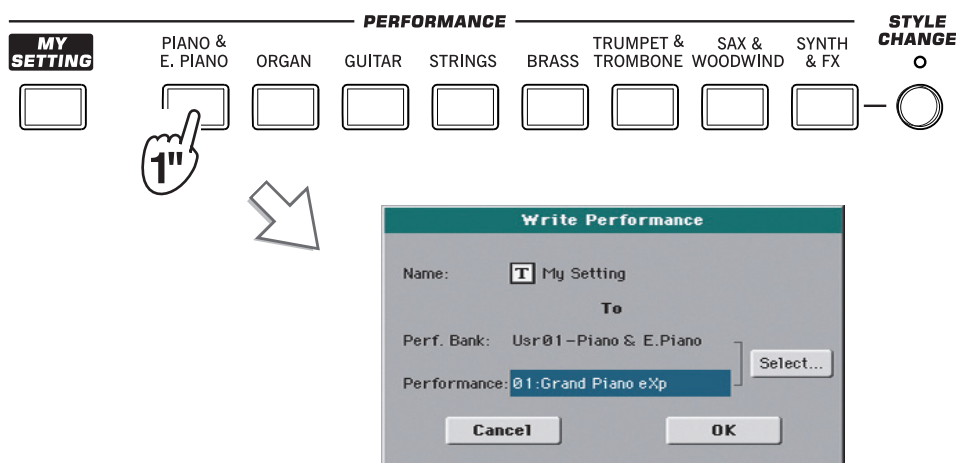 PERFORMANCE
STYLE
CHANGE
MY
SETTING
PIANO &
E. PIANO
ORGAN
GUITAR
STRINGS
BRASS
TRUMPET &
TROMBONE
SAX &
WOODWIND
SYNTH
& FX
1"
Write Performance
Name: T My Setting
To
Perf. Bank: Usr01-Piano & E.Piano
Select...
Performance: 01:Grand Piano eXp
Cancel OK